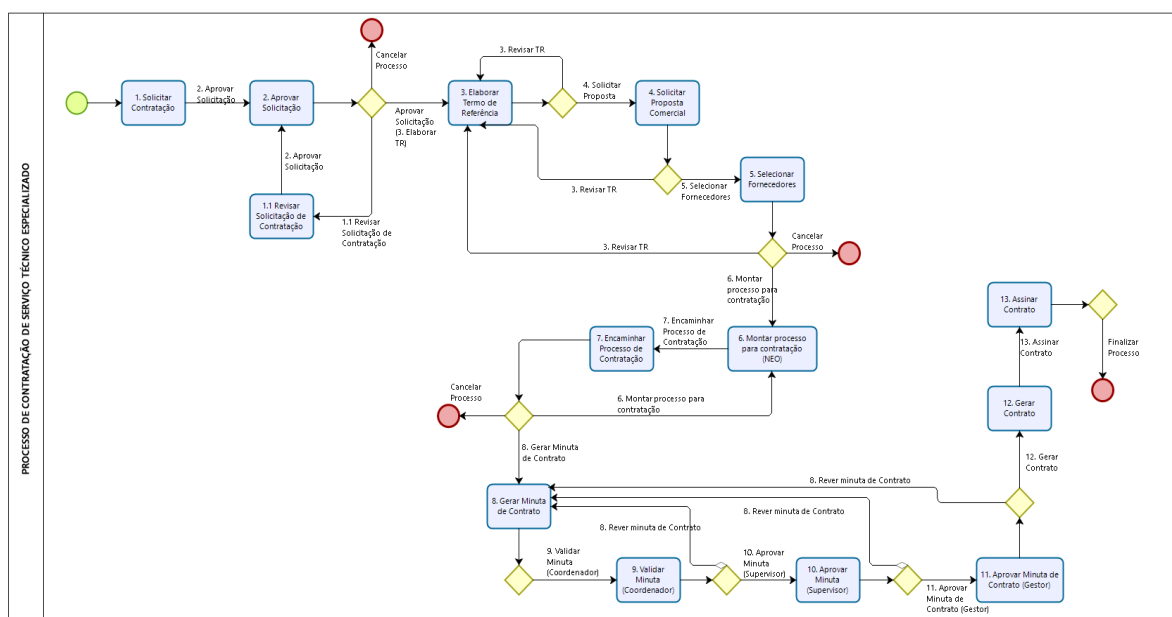 PROCESSO DE CONTRATAÇÃO DE SERVIÇO TÉCNICO ESPECIALIZADO
1. Solicitar
Contratação
2. Aprovar
Solicitação
2. Aprovar
Solicitação
Cancelar
Processo
Aprovar
Solicitação
(3. Elaborar
TR)
2. Aprovar
Solicitação
1.1 Revisar
Solicitação de
Contratação
1.1 Revisar
Solicitação de
Contratação
3. Revisar TR
3. Elaborar
Termo de
Referência
4. Solicitar
Proposta
4. Solicitar
Proposta
Comercial
3. Revisar TR
5. Selecionar
Fornecedores
5. Selecionar
Fornecedores
3. Revisar TR
Cancelar
Processo
6. Montar
processo para
contratação
6. Montar processo
para contratação
(NEO)
7. Encaminhar
Processo de
Contratação
7. Encaminhar
Processo de
Contratação
Cancelar
Processo
6. Montar processo para
contratação
8. Gerar Minuta
de Contrato
8. Gerar Minuta
de Contrato
8. Rever minuta de Contrato
8. Rever minuta de Contrato
8. Rever minuta de Contrato
9. Validar
Minuta
(Coordenador)
9. Validar
Minuta
(Coordenador)
10. Aprovar
Minuta
(Supervisor)
10. Aprovar
Minuta
(Supervisor)
11. Aprovar
Minuta de
Contrato (Gestor)
11. Aprovar Minuta de
Contrato (Gestor)
12. Gerar
Contrato
12. Gerar
Contrato
13. Assinar
Contrato
13. Assinar
Contrato
Finalizar
Processo